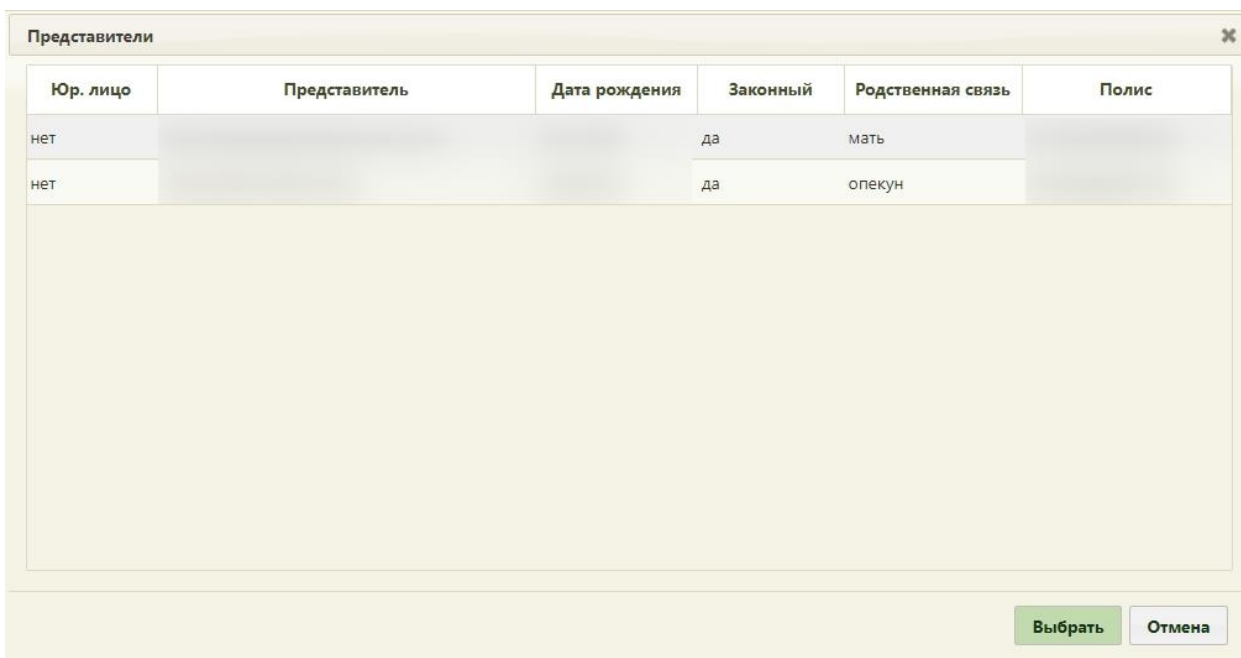 Представители
Юр. лицо Представитель Дата рождения Законный Родственная связь Полис
нет да мать
нет да опекун
Выбрать Отмена